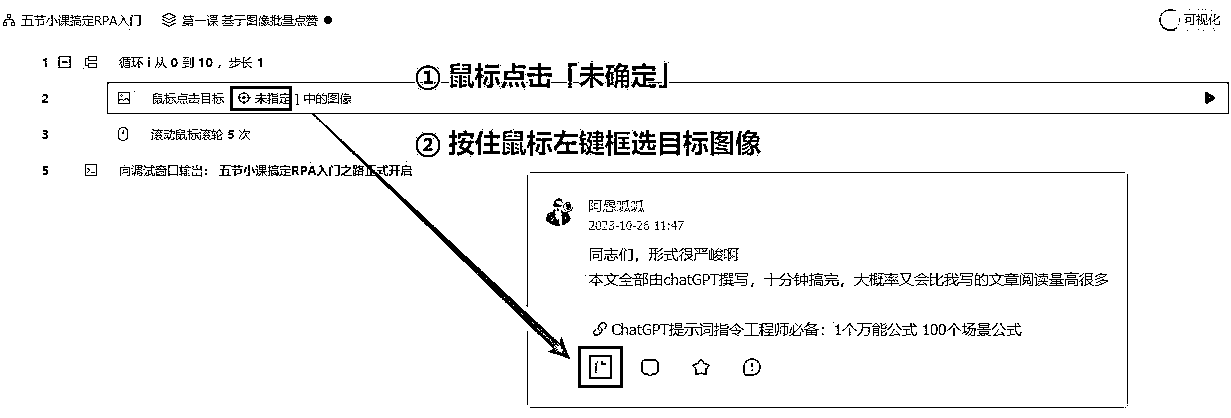 五节小课搞定RPA入门 第一课 基于图像批量点赞 ●
可视化
1 循环 i 从 0 到 10 ，步长 1
① 鼠标点击「未确定」
2 鼠标点击目标 未指定 中的图像
3 滚动鼠标滚轮 5 次
② 按住鼠标左键框选目标图像
5 向调试窗口输出： 五节小课搞定RPA入门之路正式开启
阿愚狐狐
2023-10-26 11:47
同志们，形式很严峻啊
本文全部由chatGPT撰写，十分钟搞完，大概率又会比我写的文章阅读量高很多
ChatGPT提示词指令工程师必备：1个万能公式 100个场景公式